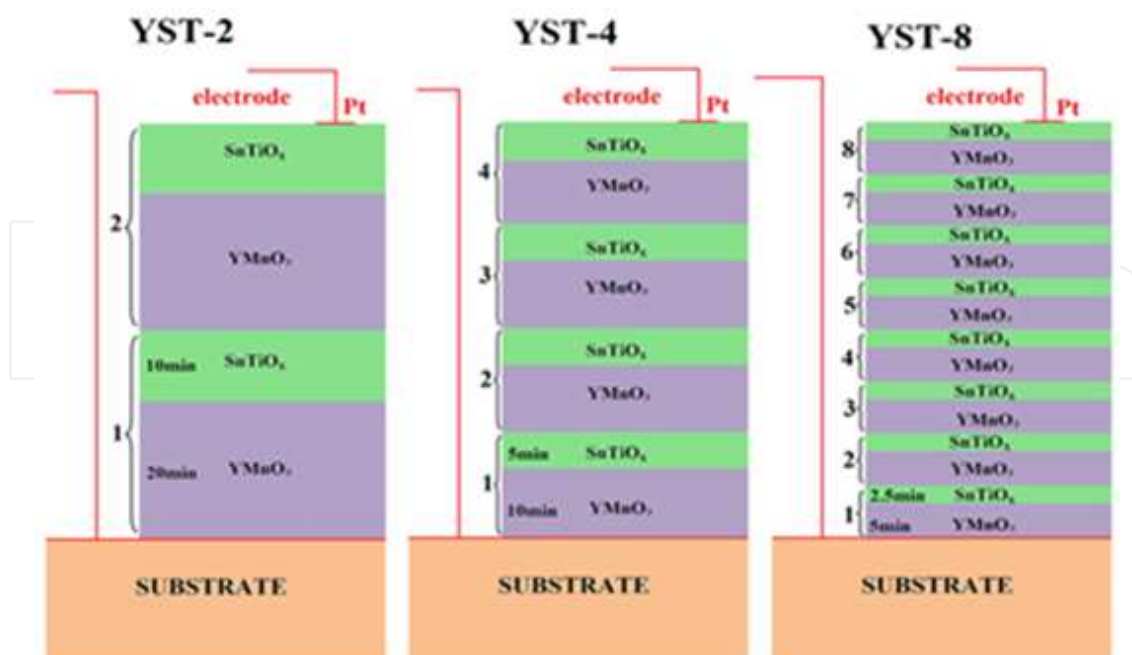 YST-2
electrode
Pt
2
SnTiOₓ
YMnO₃
1
10min
SnTiOₓ
20min
YMnO₃
SUBSTRATE
YST-4
electrode
Pt
4
SnTiOₓ
YMnO₃
3
SnTiOₓ
YMnO₃
2
SnTiOₓ
YMnO₃
1
5min
SnTiOₓ
10min
YMnO₃
SUBSTRATE
YST-8
electrode
Pt
8
SnTiOₓ
YMnO₃
7
SnTiOₓ
YMnO₃
6
SnTiOₓ
YMnO₃
5
SnTiOₓ
YMnO₃
4
SnTiOₓ
YMnO₃
3
SnTiOₓ
YMnO₃
2
SnTiOₓ
YMnO₃
1
2.5min
SnTiOₓ
5min
YMnO₃
SUBSTRATE